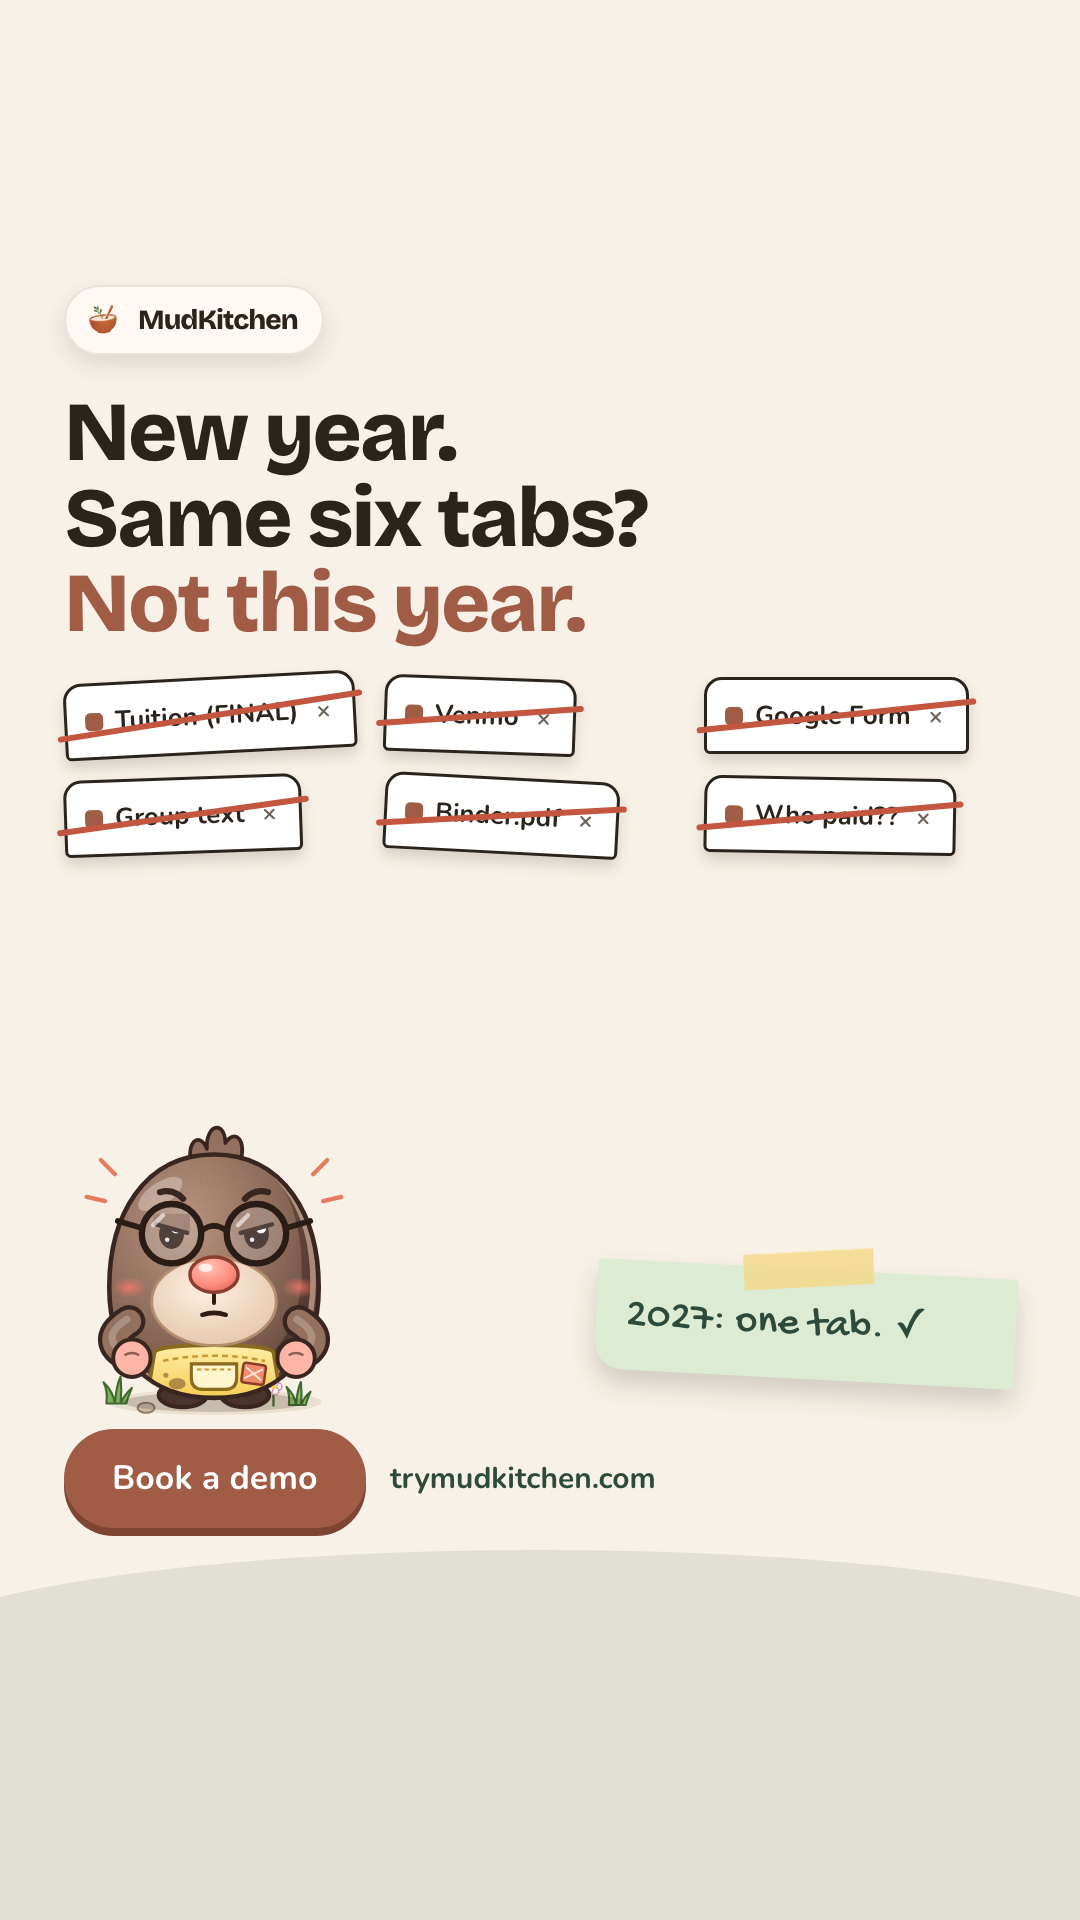 MudKitchen
New year.
Same six tabs?
Not this year.
Tuition (FINAL) ×
Venmo ×
Google Form ×
Group text ×
Binder.pdf ×
Who paid?? ×
2027: one tab. ✓
Book a demo
trymudkitchen.com